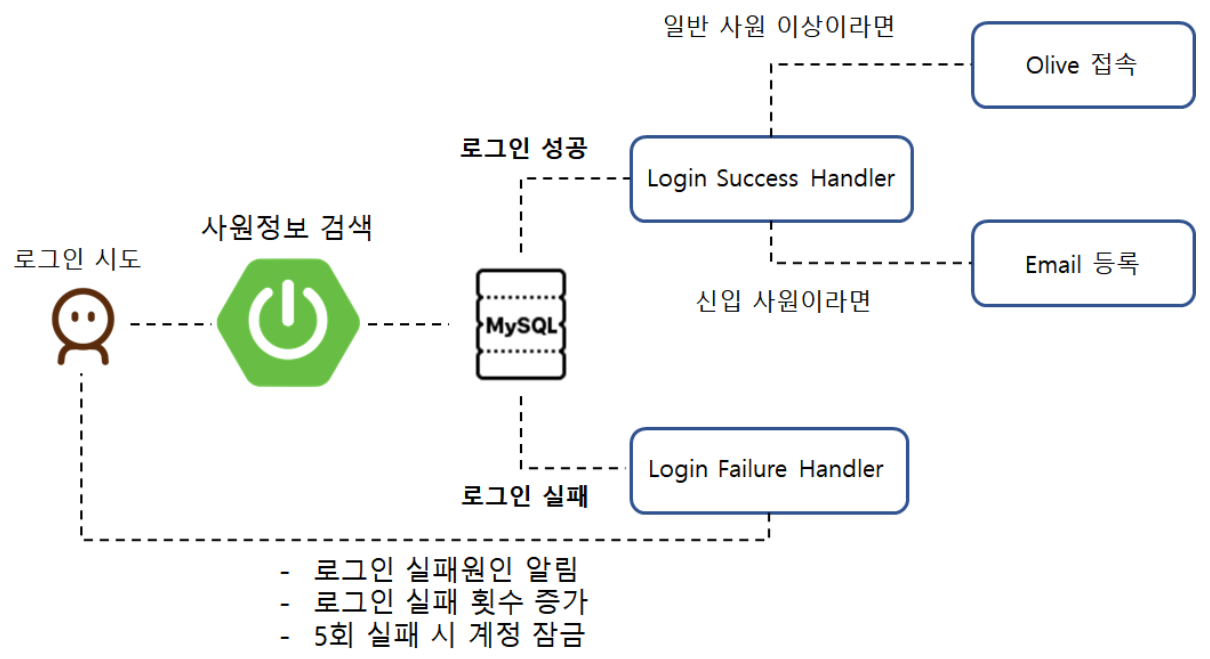 일반 사원 이상이라면
Olive 접속
로그인 성공
Login Success Handler
사원정보 검색
로그인 시도
Email 등록
신입 사원이라면
MySQL
Login Failure Handler
로그인 실패
- 로그인 실패원인 알림
- 로그인 실패 횟수 증가
- 5회 실패 시 계정 잠금